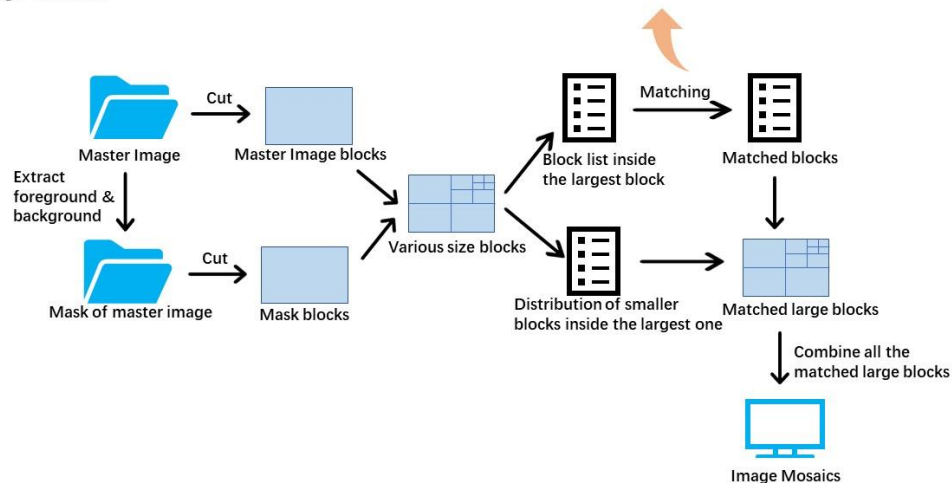 Cut
Master Image
Master Image blocks
Extract
foreground &
background
Cut
Mask of master image
Mask blocks
Various size blocks
Block list inside
the largest block
Matching
Matched blocks
Distribution of smaller
blocks inside the largest one
Matched large blocks
Combine all the
matched large blocks
Image Mosaics